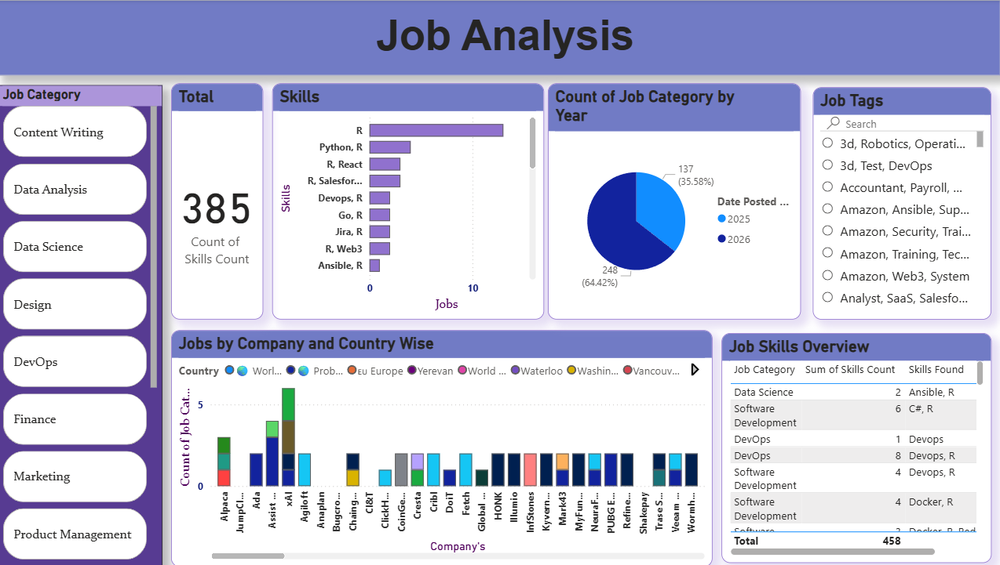 Job Analysis
Job Category
Content Writing
Data Analysis
Data Science
Design
DevOps
Finance
Marketing
Product Management
Total
385
Count of
Skills Count
Skills
Skills
R
Python, R
R, React
R, Salesfor...
Devops, R
Go, R
Jira, R
R, Web3
Ansible, R
0
10
Jobs
Count of Job Category by
Year
137
(35.58%)
248
(64.42%)
Date Posted ...
2025
2026
Job Tags
Search
3d, Robotics, Operati...
3d, Test, DevOps
Accountant, Payroll, ...
Amazon, Ansible, Sup...
Amazon, Security, Trai...
Amazon, Training, Tec...
Amazon, Web3, System
Analyst, SaaS, Salesfo...
Jobs by Company and Country Wise
Country Worl... Prob... Eu Europe Yerevan World ... Waterloo Washin... Vancouv...
Count of Job Cat...
5
0
Alpaca
JumpCl...
Ada
Assist ...
xAI
Agiloft
Anaplan
Bugcro...
Chaing...
CI&T
ClickH...
CoinGe...
Cresta
Cribl
DoiT
Fetch
Global ...
HONK
Illumio
InfStones
Kyvern...
Mark43
MyFun...
NeuraF...
PUBG E...
Refine...
Shakepay
Trase S...
Veeam ...
Wormh...
Company's
Job Skills Overview
Job Category Sum of Skills Count Skills Found
Data Science 2 Ansible, R
Software 6 C#, R
Development
DevOps 1 Devops
DevOps 8 Devops, R
Software 4 Devops, R
Development
Software 4 Docker, R
Development
Software 2 Docker, R, Red
Total 458